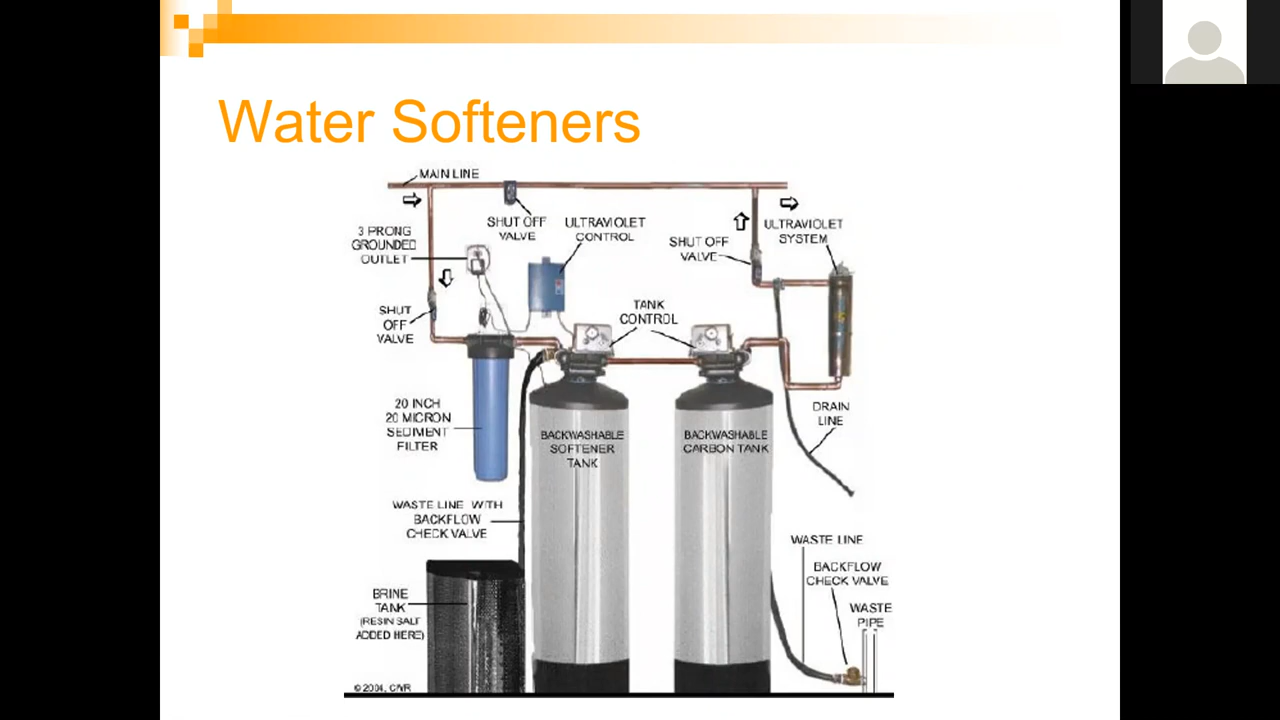 Water Softeners
MAIN LINE
SHUT OFF
VALVE
ULTRAVIOLET
CONTROL
3 PRONG
GROUNDED
OUTLET
SHUT OFF
VALVE
ULTRAVIOLET
SYSTEM
SHUT
OFF
VALVE
TANK
CONTROL
20 INCH
20 MICRON
SEDIMENT
FILTER
BACKWASHABLE
SOFTENER
TANK
BACKWASHABLE
CARBON TANK
DRAIN
LINE
WASTE LINE WITH
BACKFLOW
CHECK VALVE
WASTE LINE
BACKFLOW
CHECK VALVE
BRINE
TANK
(RESIN SALT
ADDED HERE)
WASTE
PIPE
© 2004, CWR